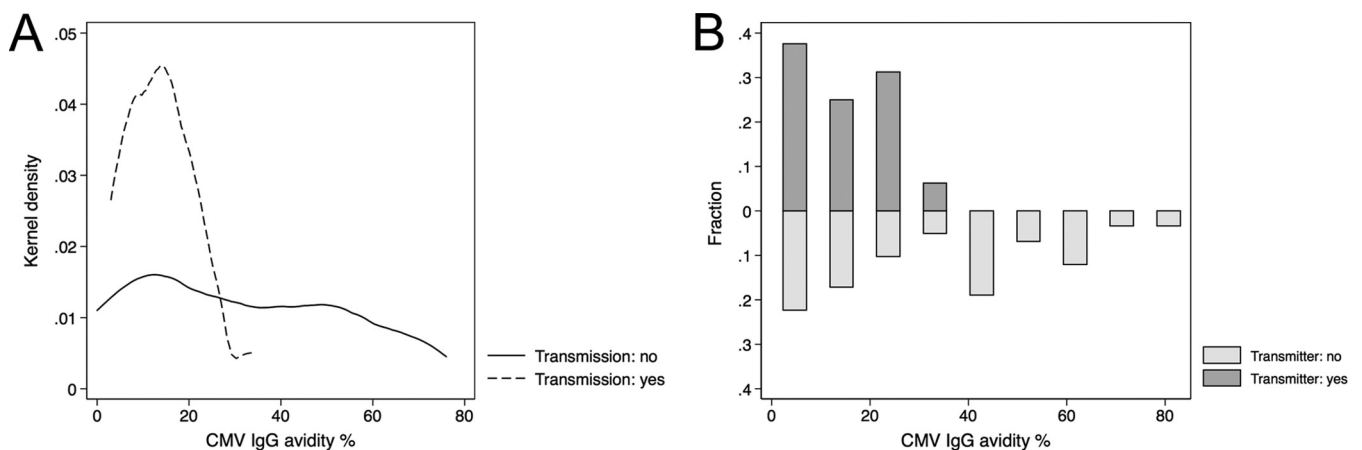 A
.05
.04
.03
.02
.01
0
Kernel density
0 20 40 60 80
CMV IgG avidity %
Transmission: no
Transmission: yes
B
.4
.3
.2
.1
0
.1
.2
.3
.4
Fraction
0 20 40 60 80
CMV IgG avidity %
Transmitter: no
Transmitter: yes